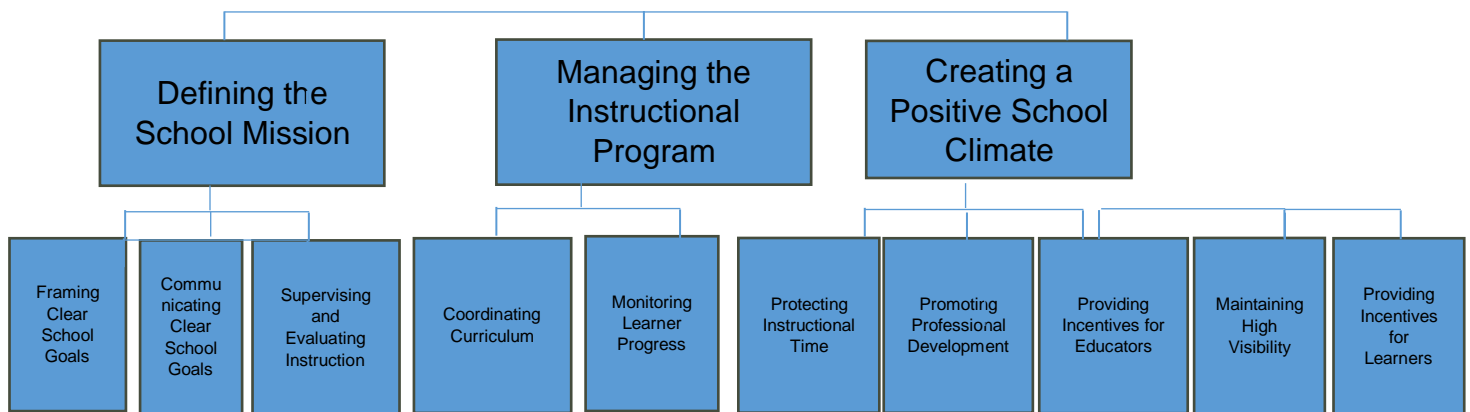 Defining the
School Mission
Managing the
Instructional
Program
Creating a
Positive School
Climate
Framing
Clear
School
Goals
Commu
nicating
Clear
School
Goals
Supervising
and
Evaluating
Instruction
Coordinating
Curriculum
Monitoring
Learner
Progress
Protecting
Instructional
Time
Promoting
Professional
Development
Providing
Incentives for
Educators
Maintaining
High
Visibility
Providing
Incentives
for
Learners